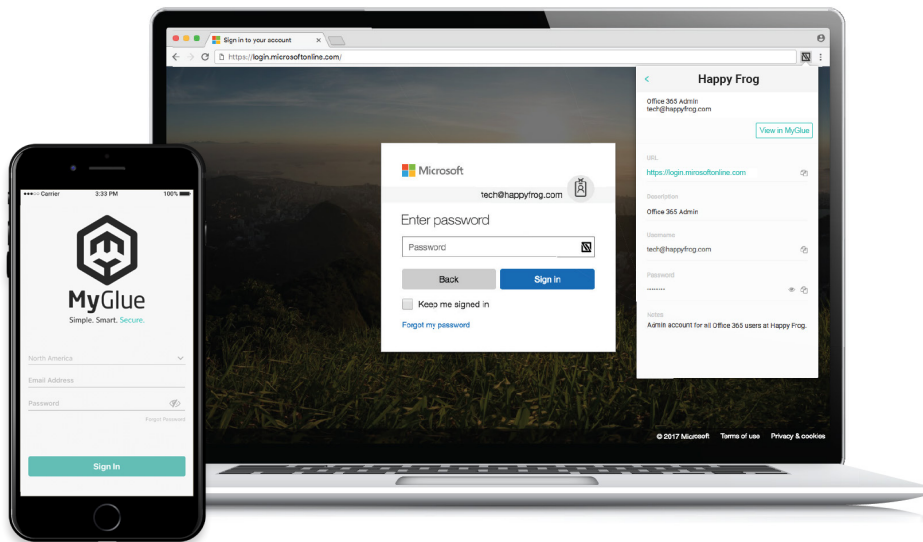 Sign in to your account
https://login.microsoftonline.com/
Happy Frog
Office 365 Admin
tech@happyfrog.com
View in MyGlue
URL
https://login.mirosoftonline.com
Description
Office 365 Admin
Username
tech@happyfrog.com
Password
Notes
Admin account for all Office 365 users at Happy Frog.
Microsoft
tech@happyfrog.com
Enter password
Password
Back
Sign in
Keep me signed in
Forgot my password
© 2017 Microsoft Terms of use Privacy & cookies
Carrier 3:33 PM 100%
MyGlue
Simple. Smart. Secure.
North America
Email Address
Password
Forgot Password
Sign In